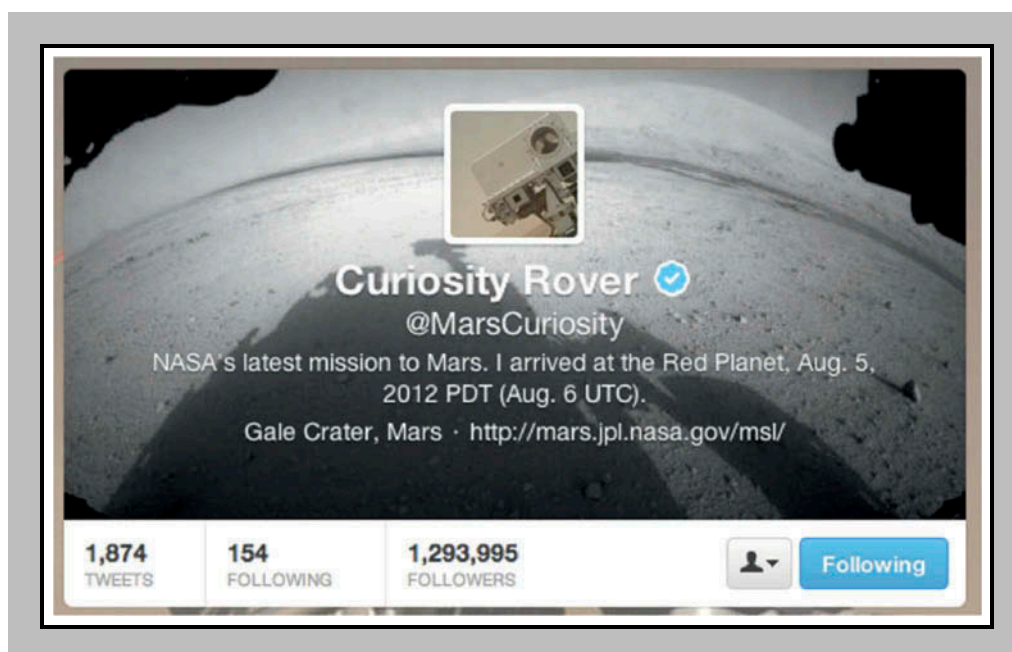 Curiosity Rover
@MarsCuriosity
NASA's latest mission to Mars. I arrived at the Red Planet, Aug. 5,
2012 PDT (Aug. 6 UTC).
Gale Crater, Mars · http://mars.jpl.nasa.gov/msl/
1,874 154 1,293,995
TWEETS FOLLOWING FOLLOWERS
Following